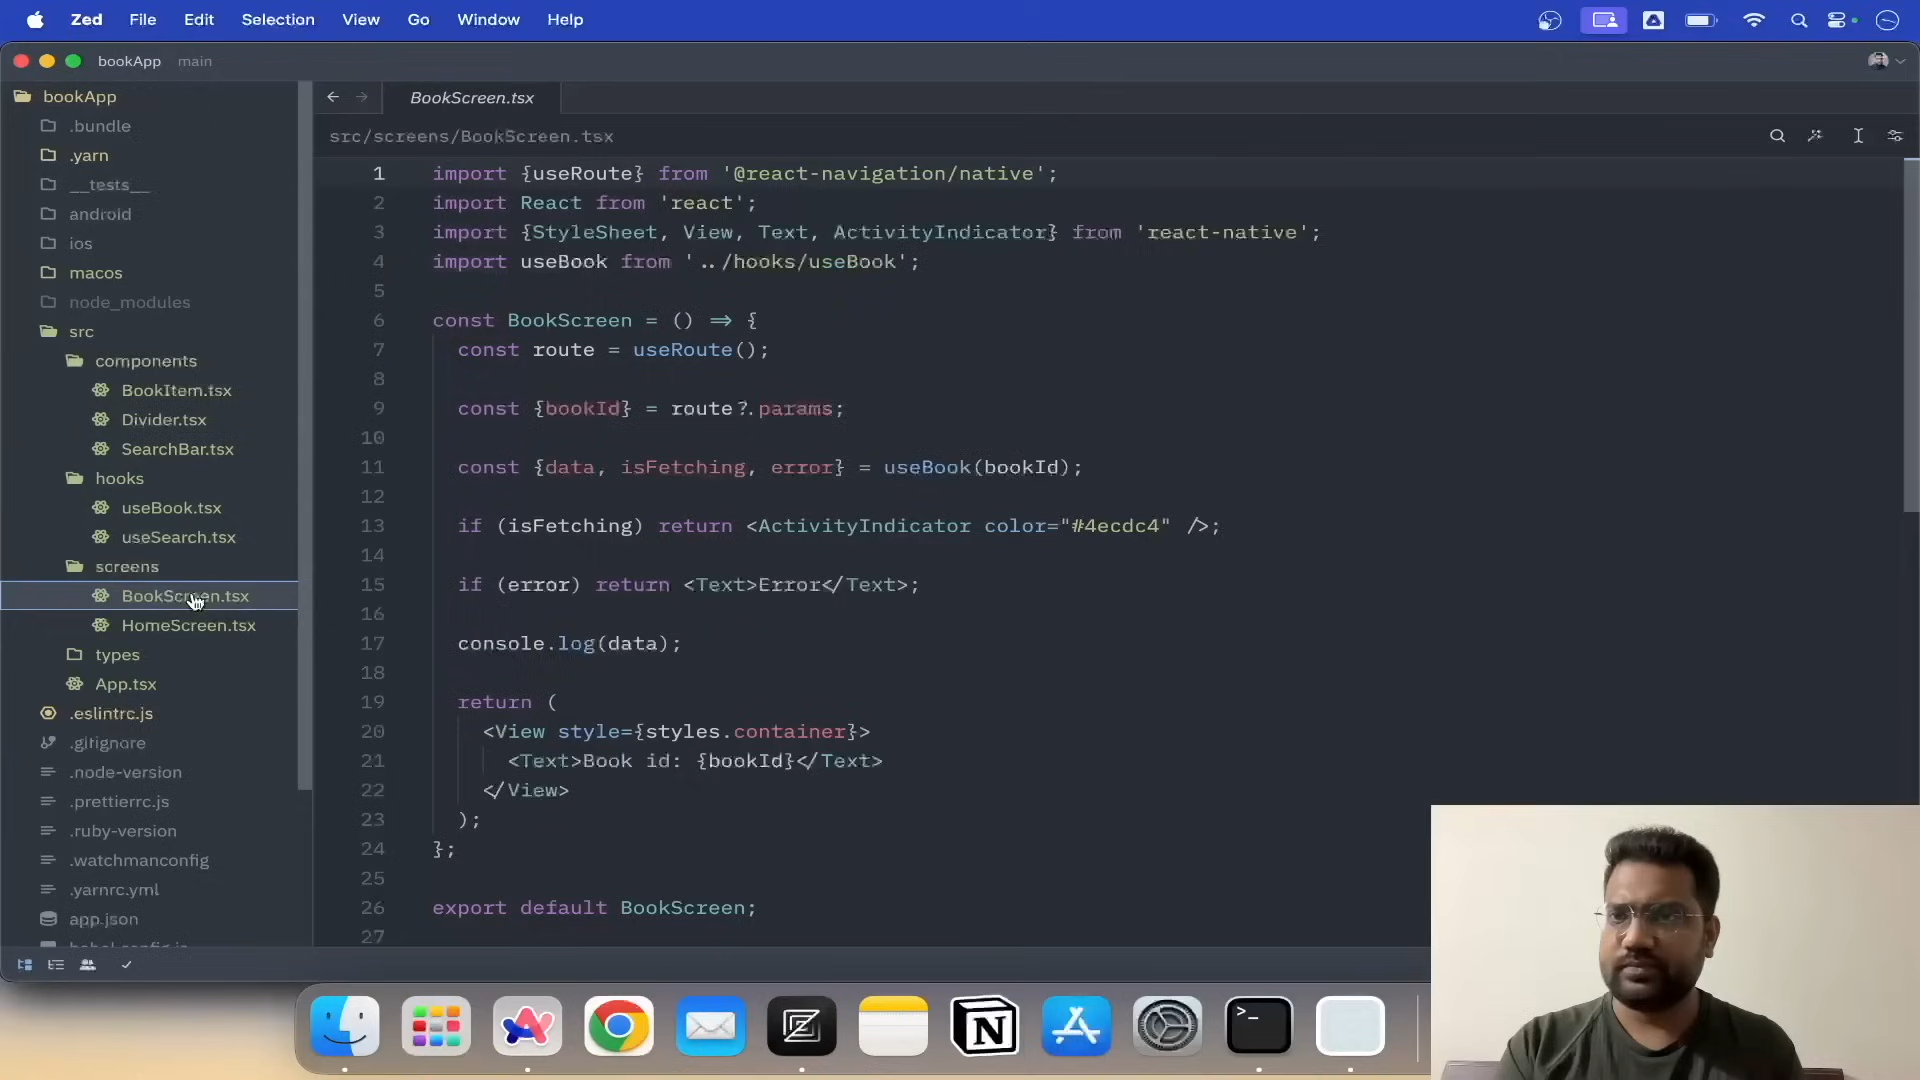 Zed File Edit Selection View Go Window Help
bookApp main
bookApp
.bundle
.yarn
__tests__
android
ios
macos
node_modules
src
components
BookItem.tsx
Divider.tsx
SearchBar.tsx
hooks
useBook.tsx
useSearch.tsx
screens
BookScreen.tsx
HomeScreen.tsx
types
App.tsx
.eslintrc.js
.gitignore
.node-version
.prettierrc.js
.ruby-version
.watchmanconfig
.yarnrc.yml
app.json
babel.config.js
BookScreen.tsx
src/screens/BookScreen.tsx
1 import {useRoute} from '@react-navigation/native';
2 import React from 'react';
3 import {StyleSheet, View, Text, ActivityIndicator} from 'react-native';
4 import useBook from '../hooks/useBook';
5
6 const BookScreen = () => {
7 const route = useRoute();
8
9 const {bookId} = route?.params;
10
11 const {data, isFetching, error} = useBook(bookId);
12
13 if (isFetching) return <ActivityIndicator color="#4ecdc4" />;
14
15 if (error) return <Text>Error</Text>;
16
17 console.log(data);
18
19 return (
20 <View style={styles.container}>
21 <Text>Book id: {bookId}</Text>
22 </View>
23 );
24 };
25
26 export default BookScreen;
27